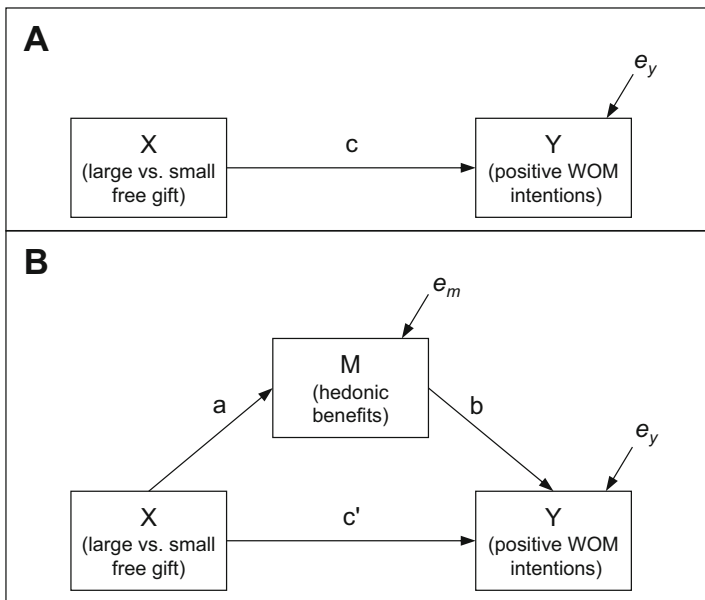 A
e_y
X
(large vs. small
free gift)
c
Y
(positive WOM
intentions)
B
e_m
M
(hedonic
benefits)
a
b
e_y
X
(large vs. small
free gift)
c'
Y
(positive WOM
intentions)